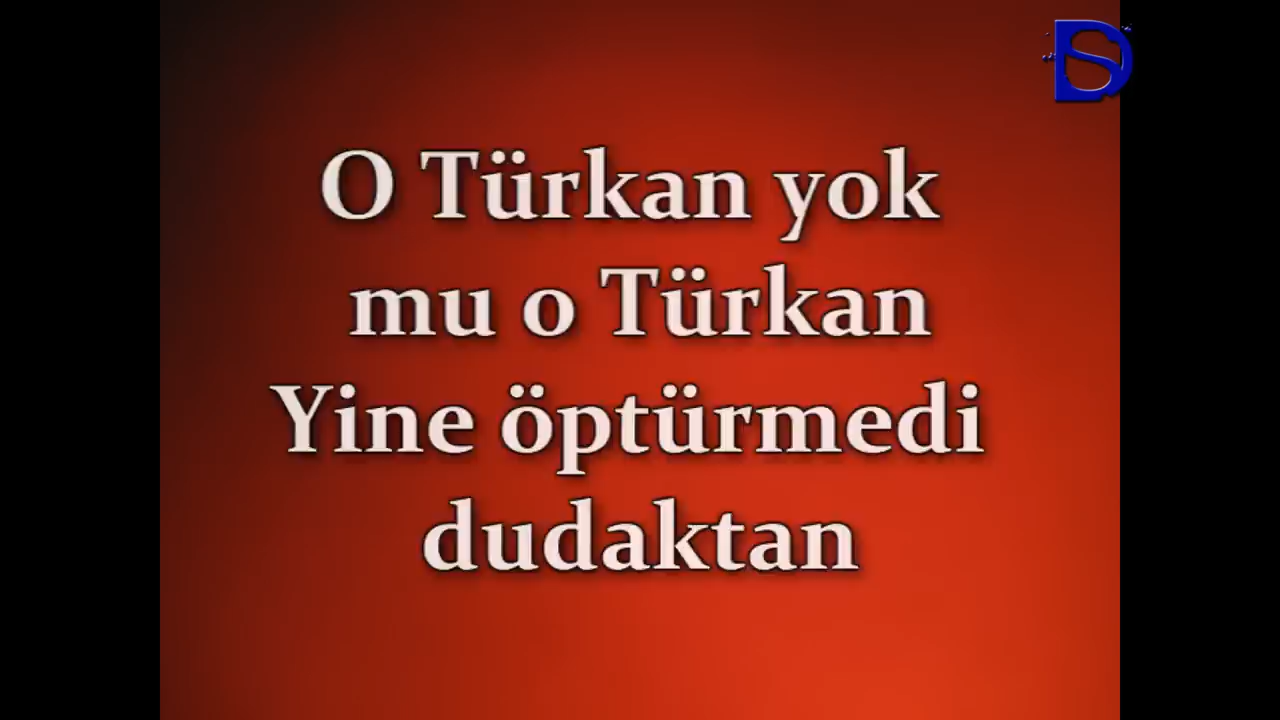 O Türkan yok
mu o Türkan
Yine öptürmedi
dudaktan